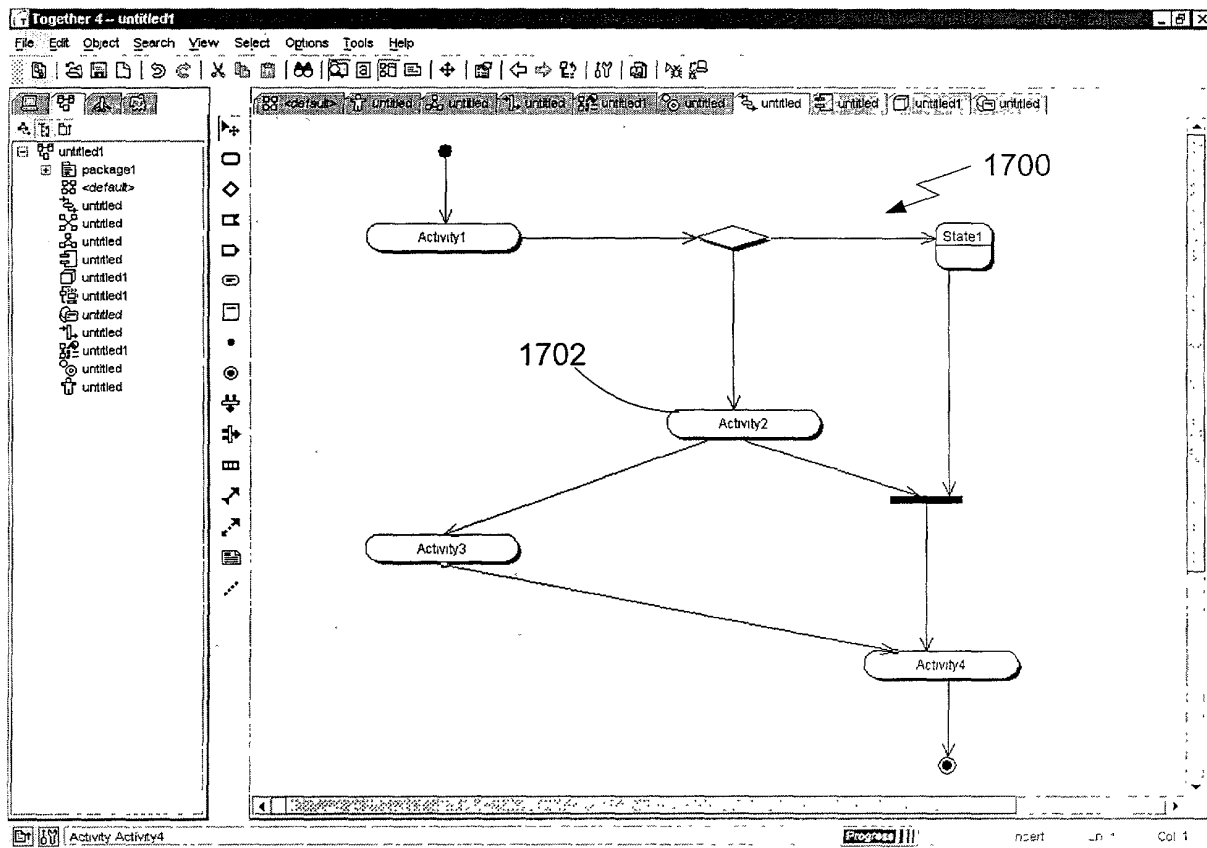 Together 4 -- untitled1
File Edit Object Search View Select Options Tools Help
<default> untitled untitled untitled untitled1 untitled untitled untitled untitled1 untitled
untitled1
package1
<default>
untitled
untitled
untitled
untitled
untitled1
untitled1
untitled
untitled
untitled1
untitled
untitled
1700
Activity1
State1
1702
Activity2
Activity3
Activity4
Activity Activity4
Progress
Col 1